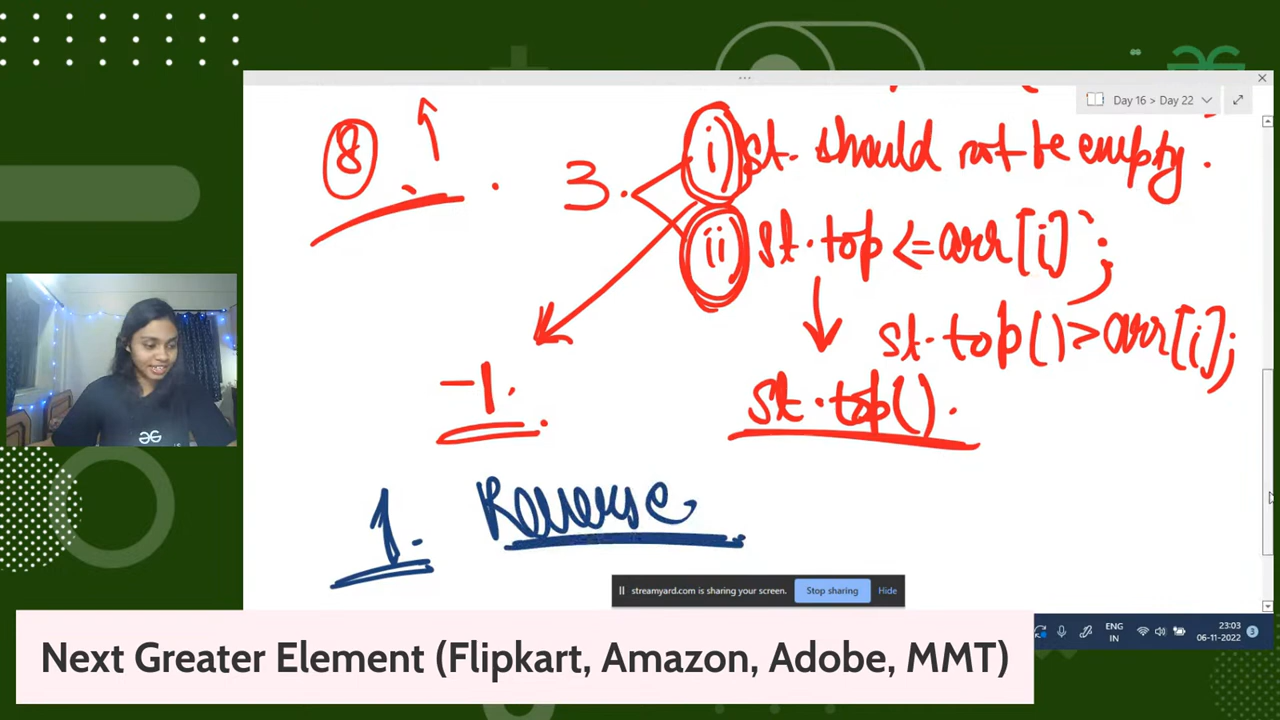 Day 16 > Day 22
8
i) st. should not be empty.
3.
ii) st.top <= arr[i];
st.top() > arr[i];
-1.
st.top().
1. Reverse
streamyard.com is sharing your screen. Stop sharing Hide
ENG
IN
23:03
06-11-2022
3
Next Greater Element (Flipkart, Amazon, Adobe, MMT)